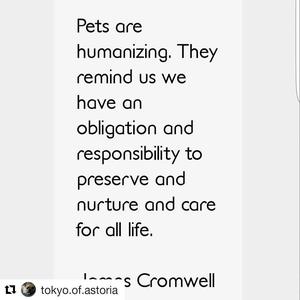 Pets are
humanizing. They
remind us we
have an
obligation and
responsibility to
preserve and
nurture and care
for all life.
James Cromwell
tokyo.of.astoria